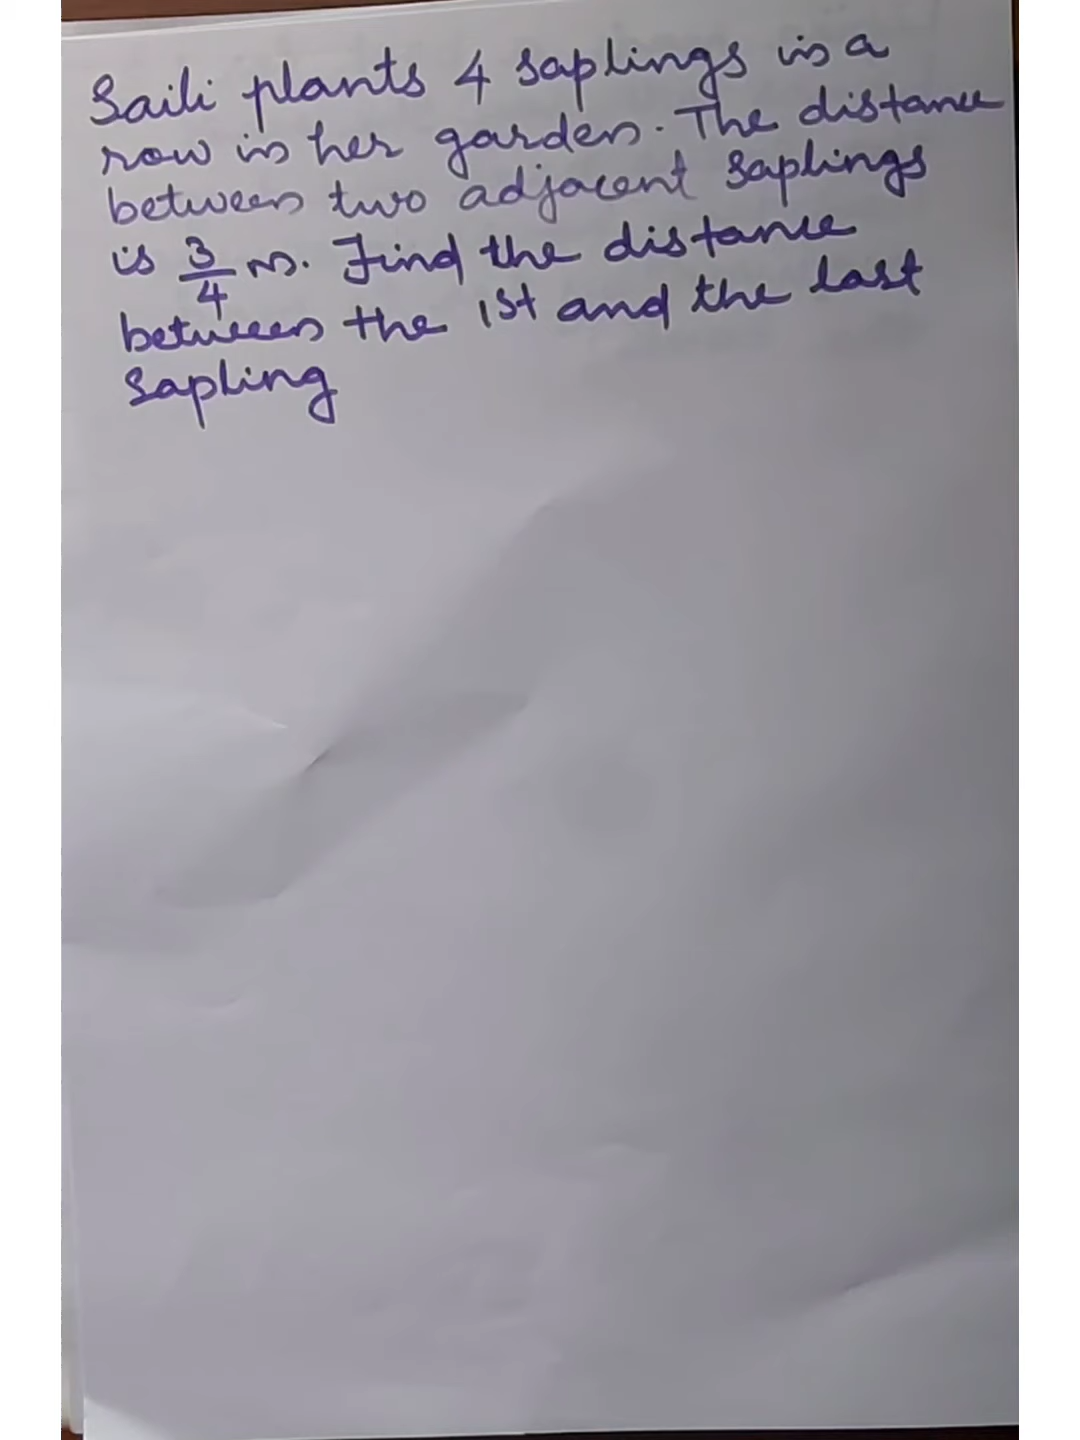 Saili plants 4 saplings in a
row in her garden. The distance
between two adjacent saplings
is 3/4 m. Find the distance
between the 1st and the last
sapling